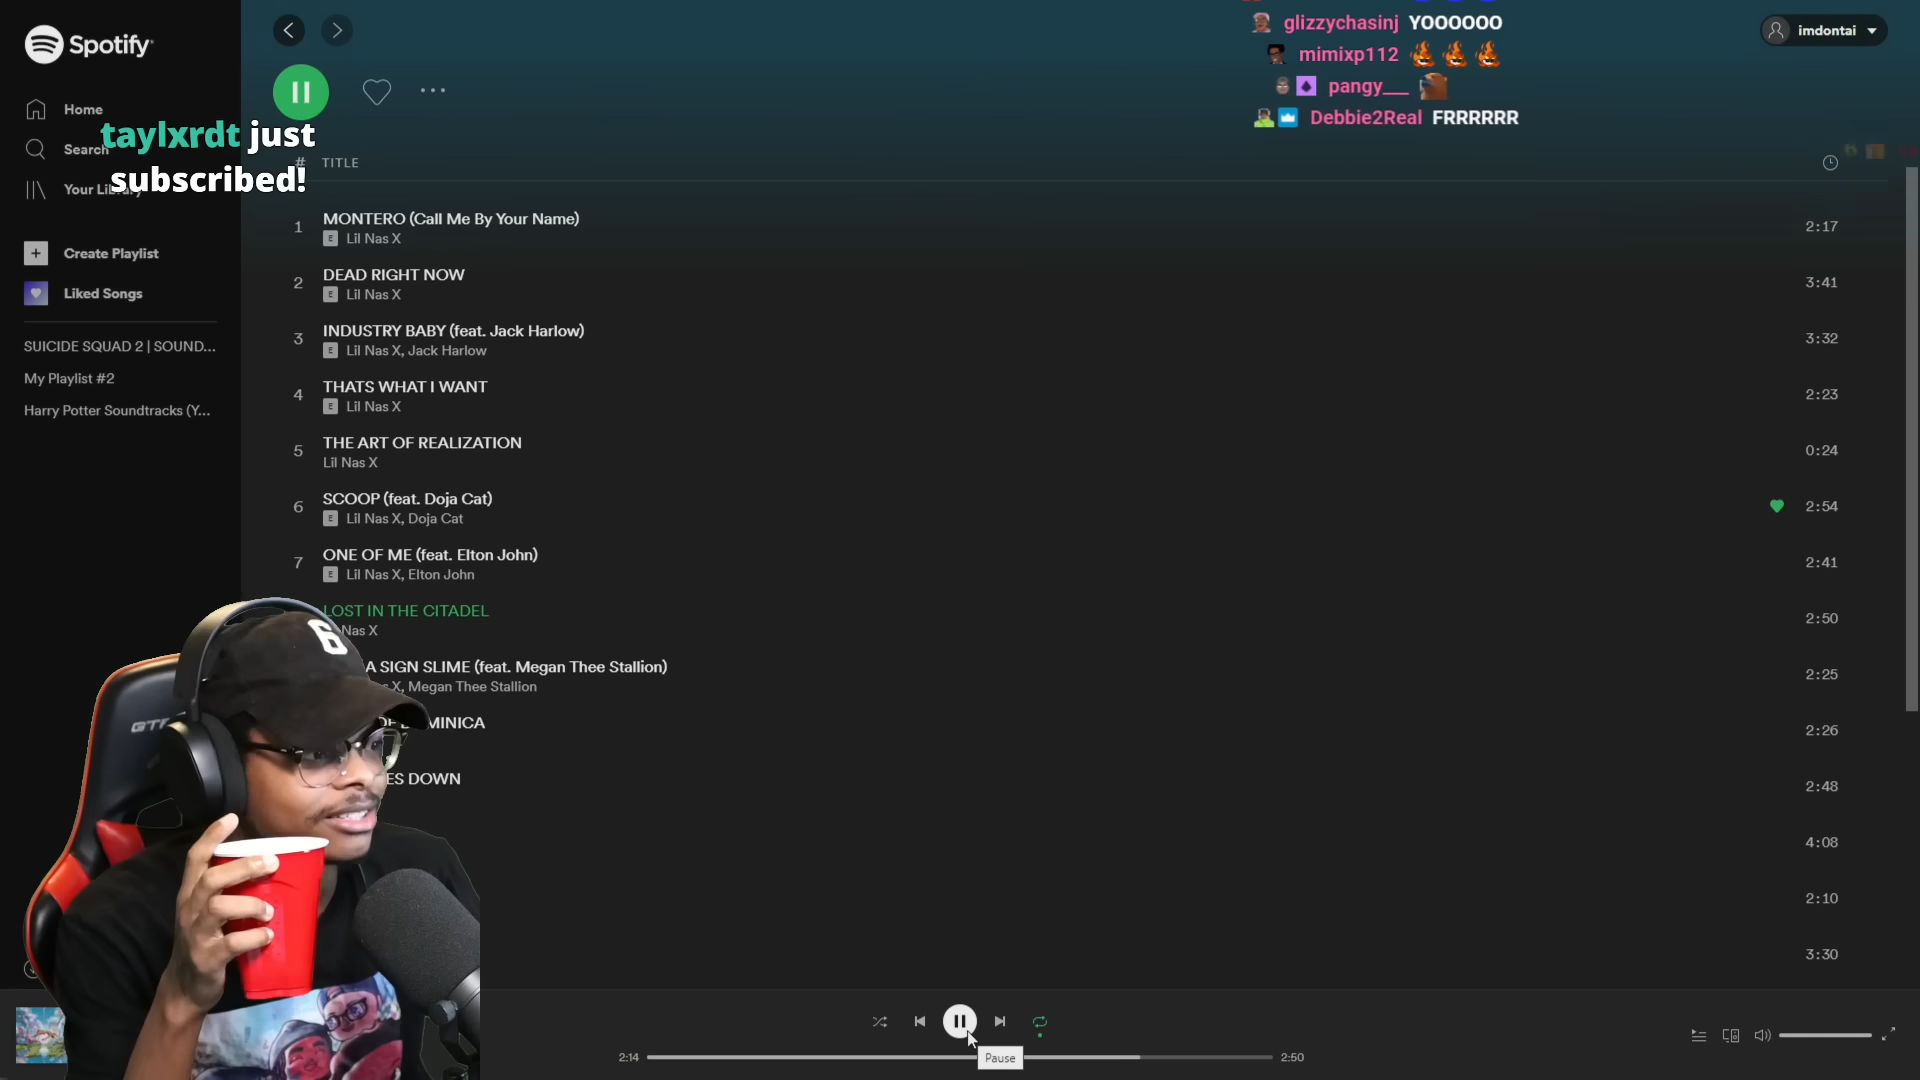 Spotify
glizzychasinj YOOOOOO
imdontai
mimixp112
pangy___
Debbie2Real FRRRRRR
Home
Search
Your Library
taylxrdt just
subscribed!
Create Playlist
Liked Songs
SUICIDE SQUAD 2 | SOUND...
My Playlist #2
Harry Potter Soundtracks (Y...
# TITLE
1 MONTERO (Call Me By Your Name) 2:17
E Lil Nas X
2 DEAD RIGHT NOW 3:41
E Lil Nas X
3 INDUSTRY BABY (feat. Jack Harlow) 3:32
E Lil Nas X, Jack Harlow
4 THATS WHAT I WANT 2:23
E Lil Nas X
5 THE ART OF REALIZATION 0:24
Lil Nas X
6 SCOOP (feat. Doja Cat) 2:54
E Lil Nas X, Doja Cat
7 ONE OF ME (feat. Elton John) 2:41
E Lil Nas X, Elton John
LOST IN THE CITADEL 2:50
Nas X
A SIGN SLIME (feat. Megan Thee Stallion) 2:25
X, Megan Thee Stallion
MINICA 2:26
ES DOWN 2:48
4:08
2:10
3:30
6
GT
2:14 2:50
Pause